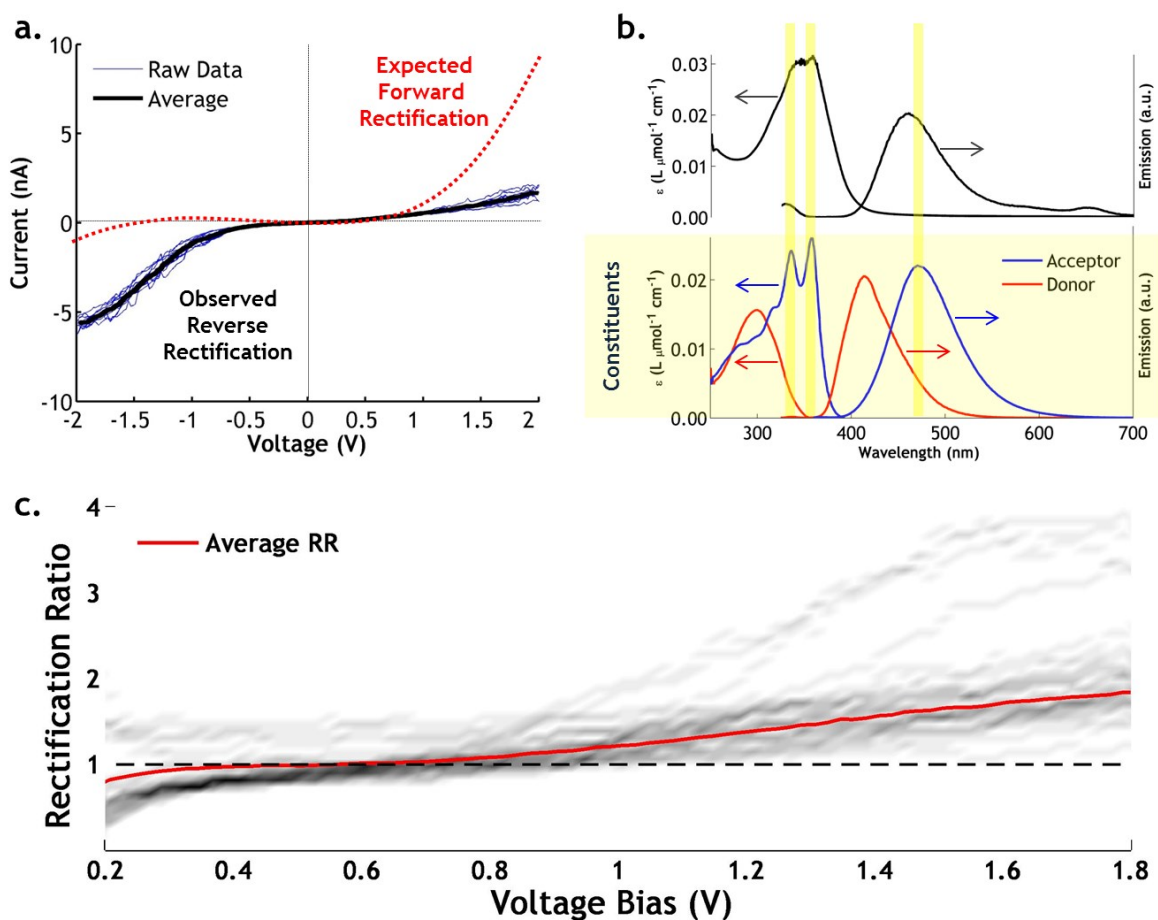 a.
Raw Data
Average
Expected
Forward
Rectification
Observed
Reverse
Rectification
Current (nA)
10
5
0
-5
-10
-2
-1.5
-1
-0.5
0
0.5
1
1.5
2
Voltage (V)
b.
ε (L μmol⁻¹ cm⁻¹)
0.03
0.02
0.01
0.00
Emission (a.u.)
Constituents
ε (L μmol⁻¹ cm⁻¹)
0.02
0.01
0.00
Acceptor
Donor
Emission (a.u.)
300
400
500
600
700
Wavelength (nm)
c.
Average RR
Rectification Ratio
4
3
2
1
0.2
0.4
0.6
0.8
1
1.2
1.4
1.6
1.8
Voltage Bias (V)